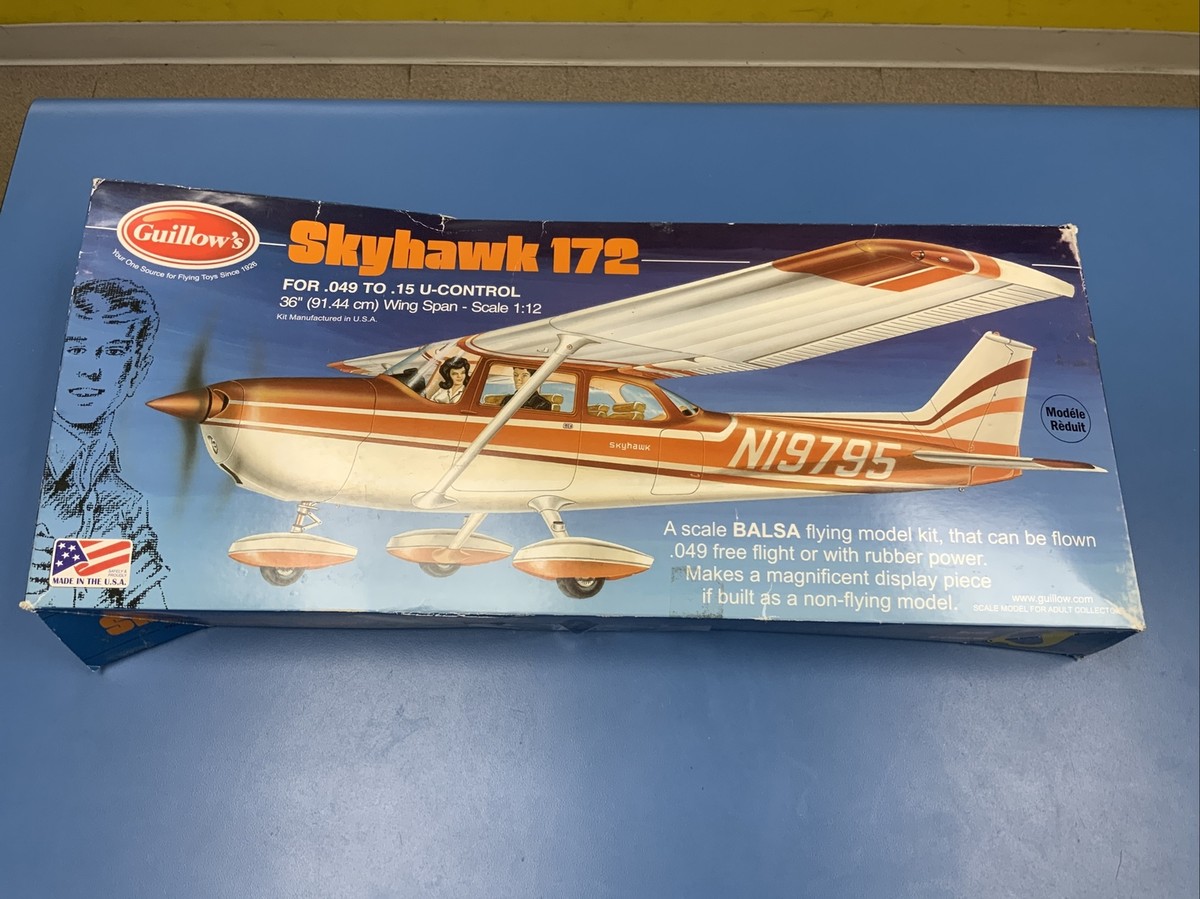 Guillow's
Your One Source for Flying Toys Since 1926
Skyhawk 172
FOR .049 TO .15 U-CONTROL
36" (91.44 cm) Wing Span - Scale 1:12
Kit Manufactured in U.S.A.
Skyhawk
N19795
Modéle
Rèduit
A scale BALSA flying model kit, that can be flown
.049 free flight or with rubber power.
Makes a magnificent display piece
if built as a non-flying model.
www.guillow.com
SCALE MODEL FOR ADULT COLLECTORS
MADE IN THE U.S.A.